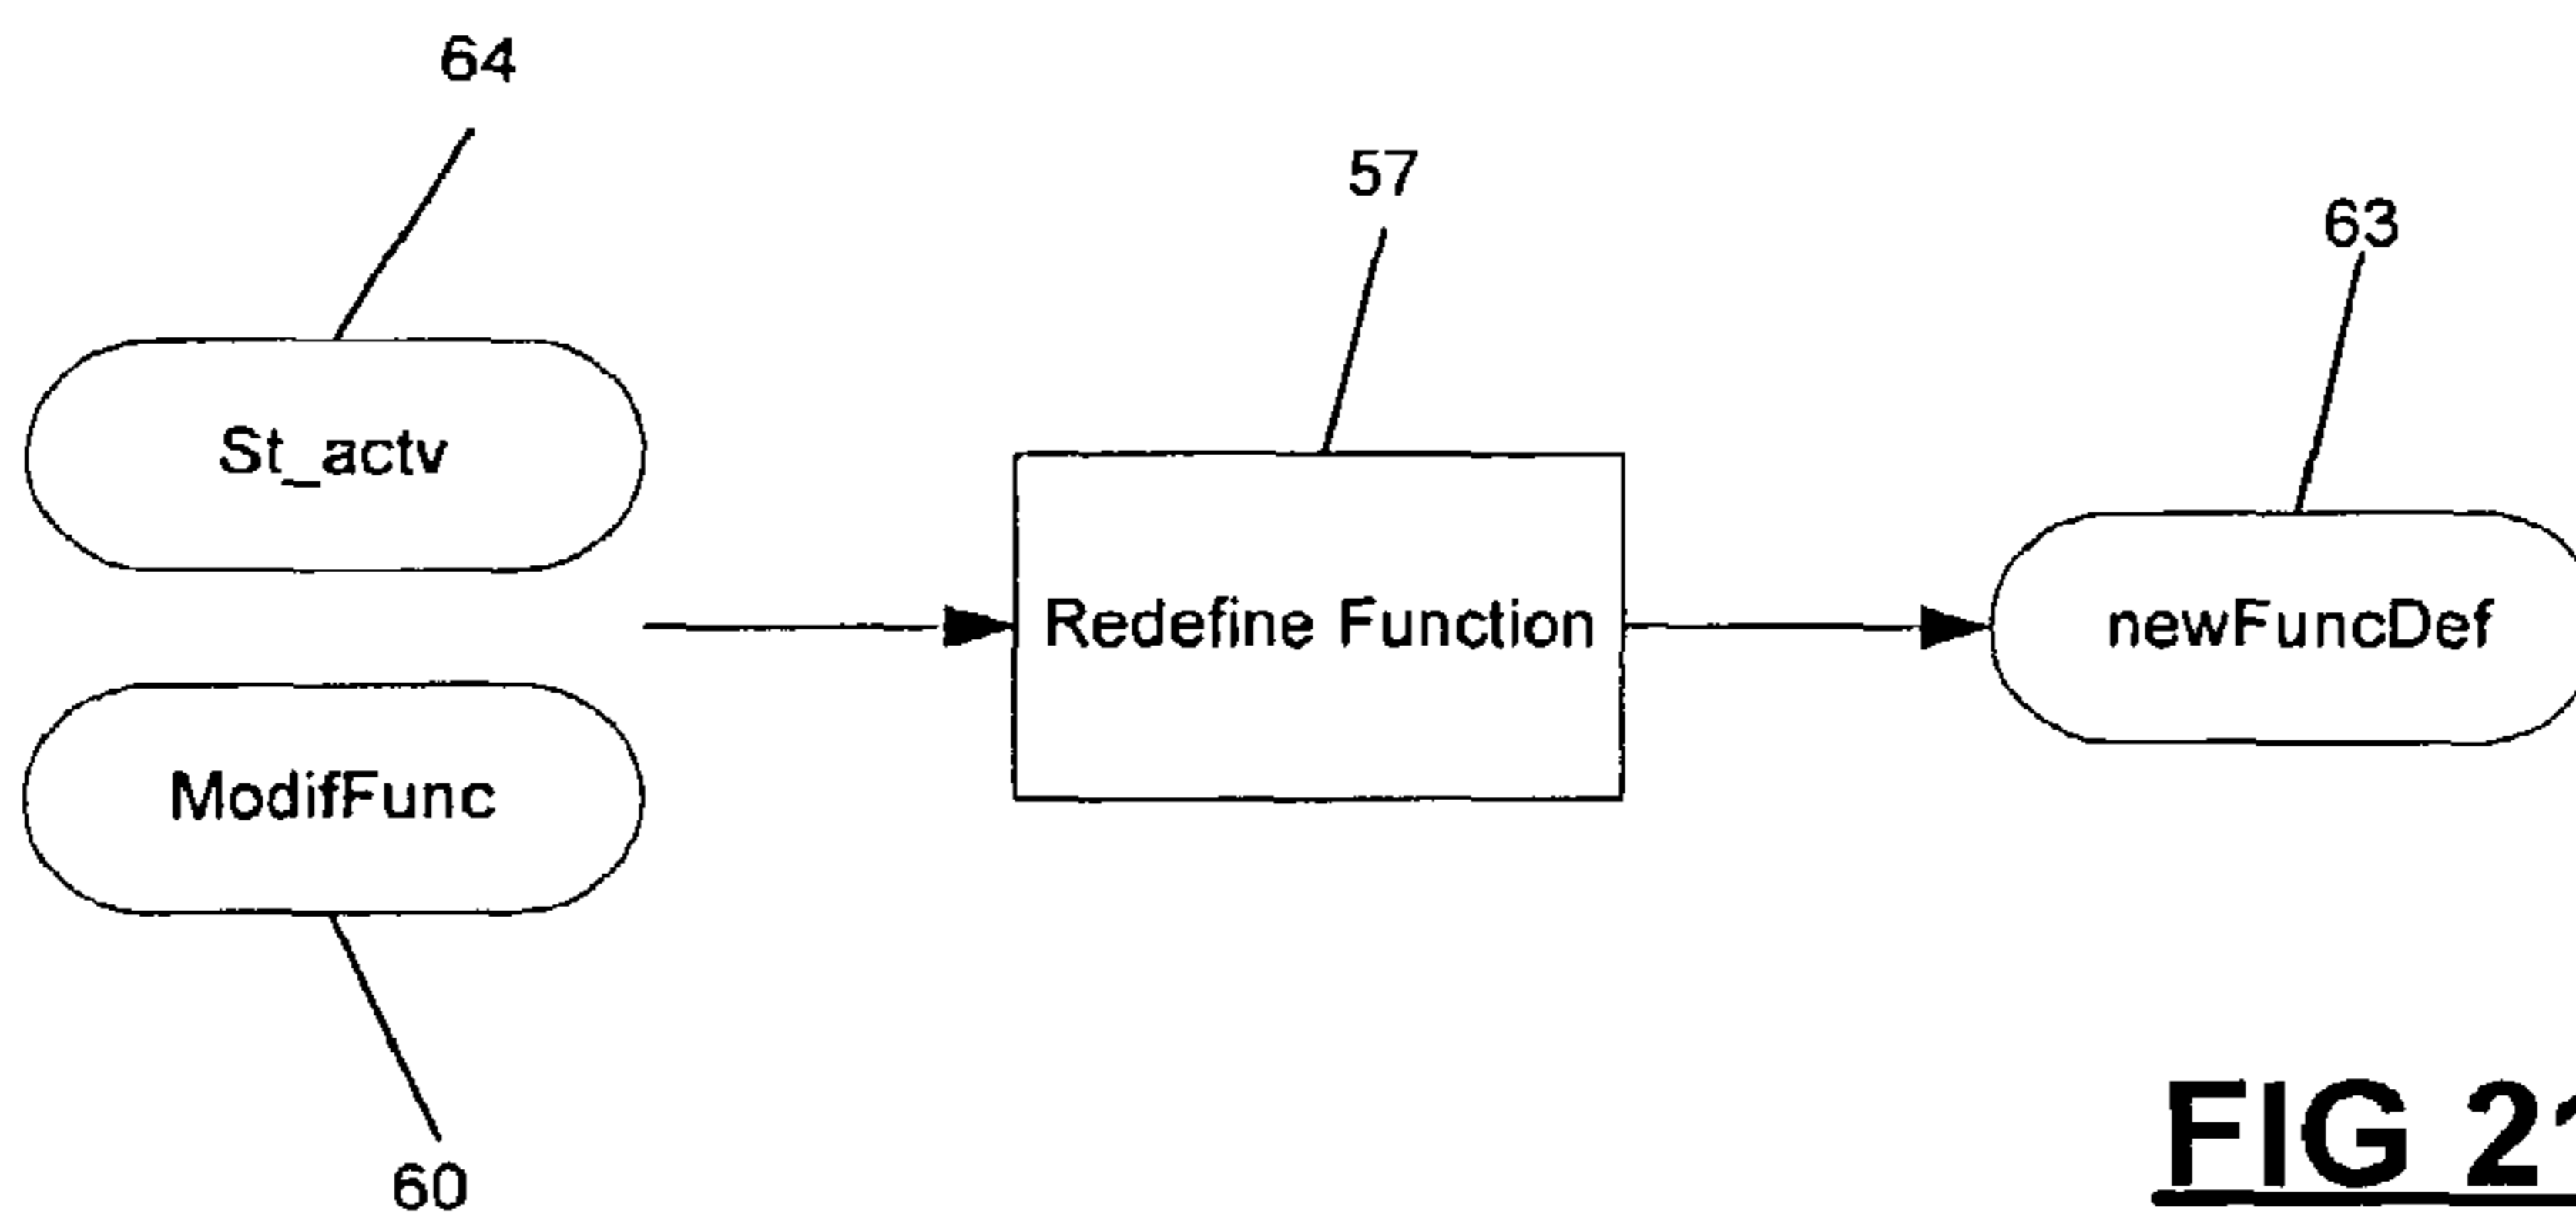 64
57
63
St_actv
Redefine Function
newFuncDef
ModifFunc
60
FIG 21